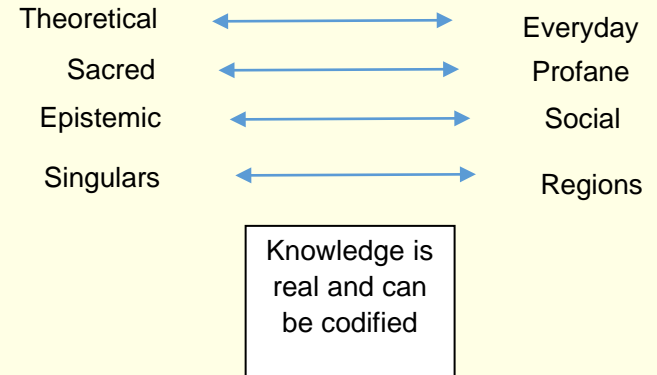 Theoretical Everyday
Sacred Profane
Epistemic Social
Singulars Regions
Knowledge is
real and can
be codified